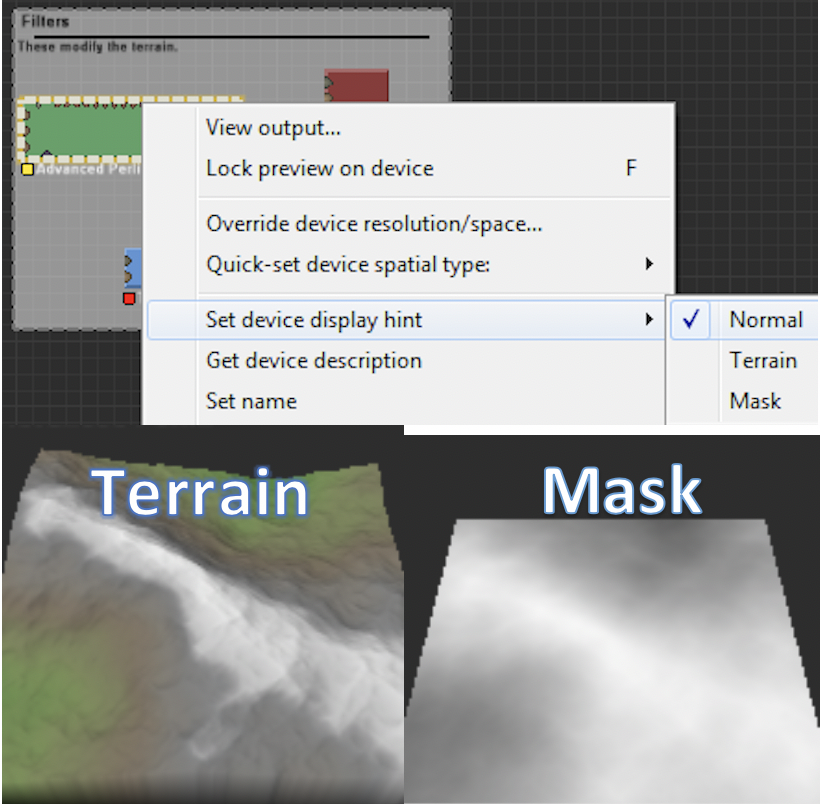 Filters
These modify the terrain.
Advanced Perli
View output...
Lock preview on device F
Override device resolution/space...
Quick-set device spatial type:
Set device display hint
Normal
Get device description
Terrain
Set name
Mask
Terrain
Mask